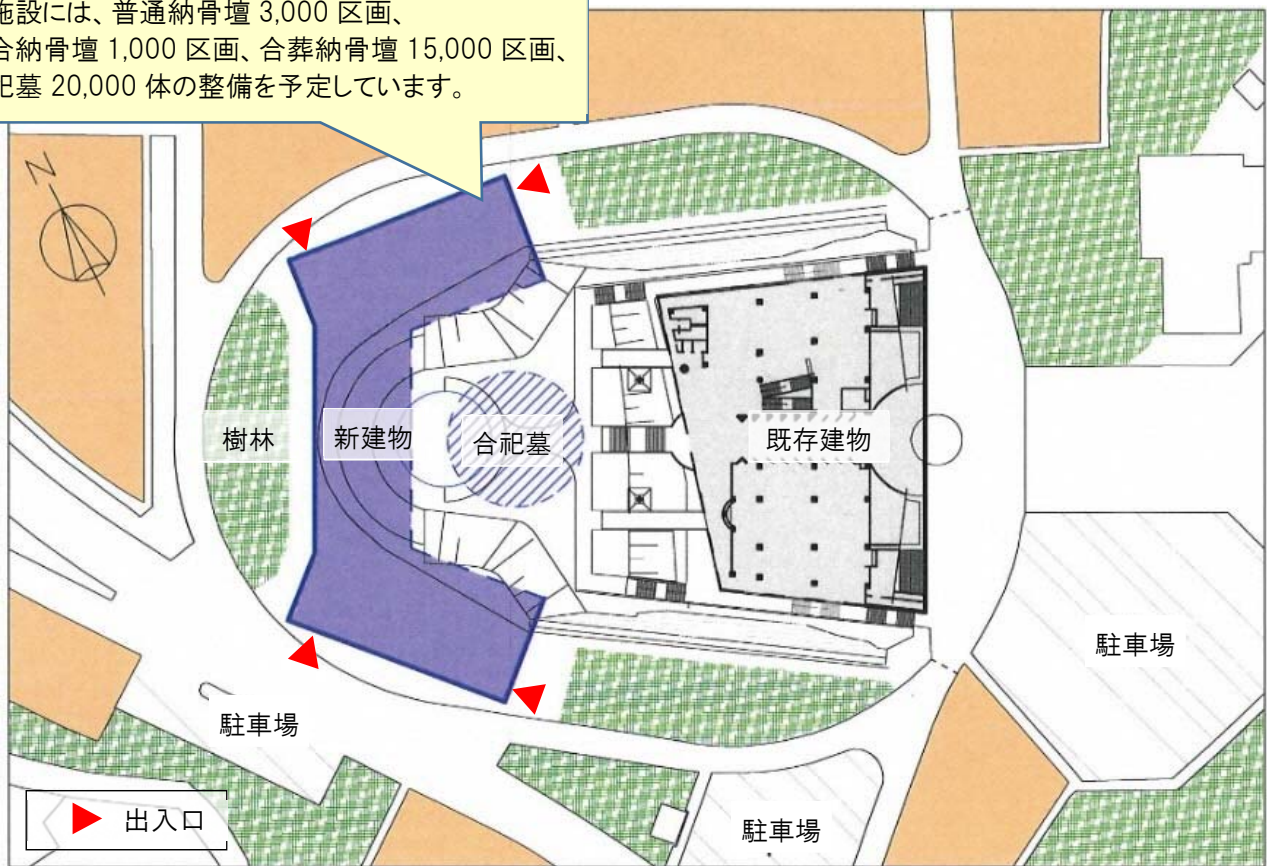 施設には、普通納骨壇 3,000 区画、
合納骨壇 1,000 区画、合葬納骨壇 15,000 区画、
祀墓 20,000 体の整備を予定しています。
N
樹林
新建物
合祀墓
既存建物
駐車場
駐車場
駐車場
出入口